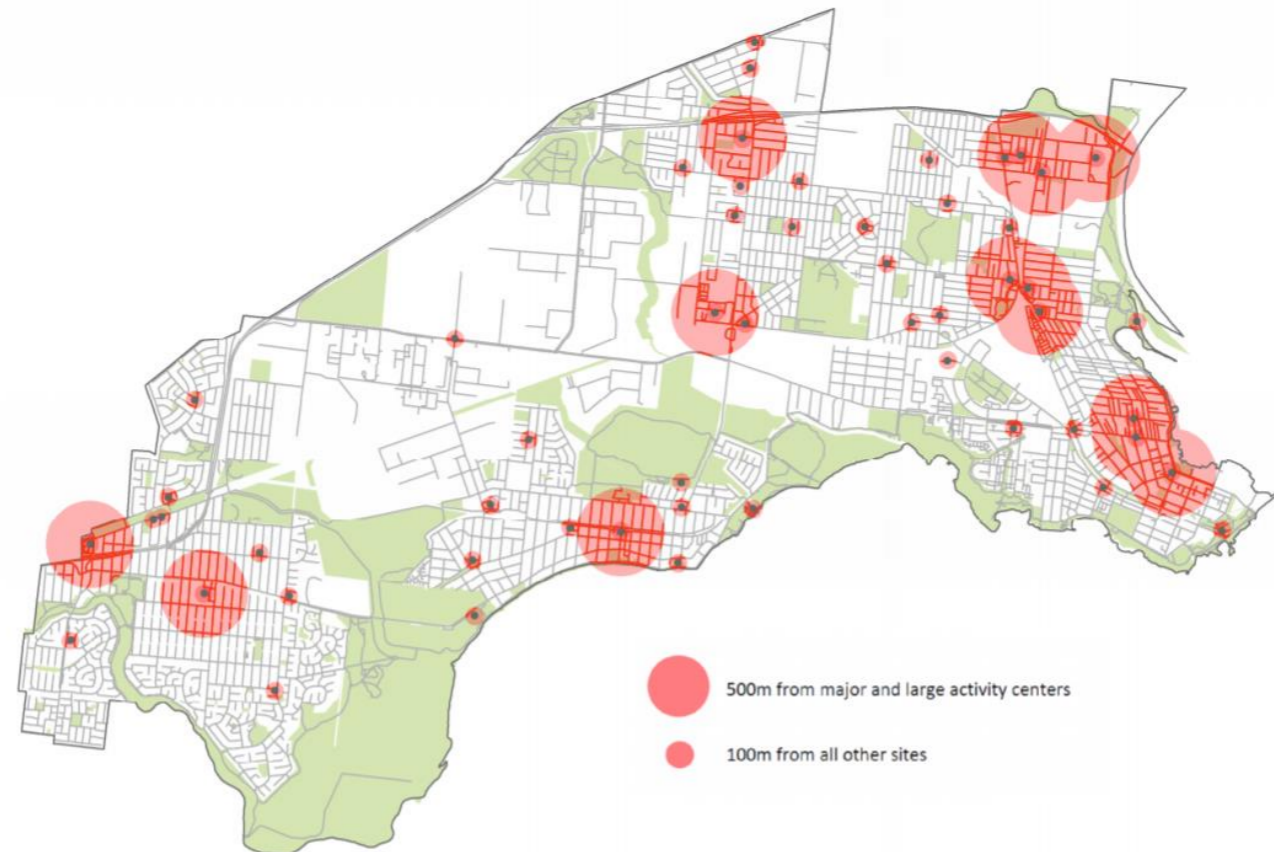 500m from major and large activity centers
100m from all other sites